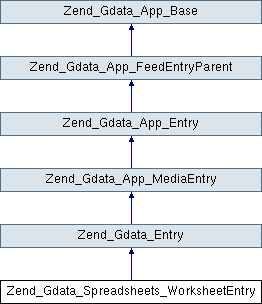 Zend_Gdata_App_Base
Zend_Gdata_App_FeedEntryParent
Zend_Gdata_App_Entry
Zend_Gdata_App_MediaEntry
Zend_Gdata_Entry
Zend_Gdata_Spreadsheets_WorksheetEntry